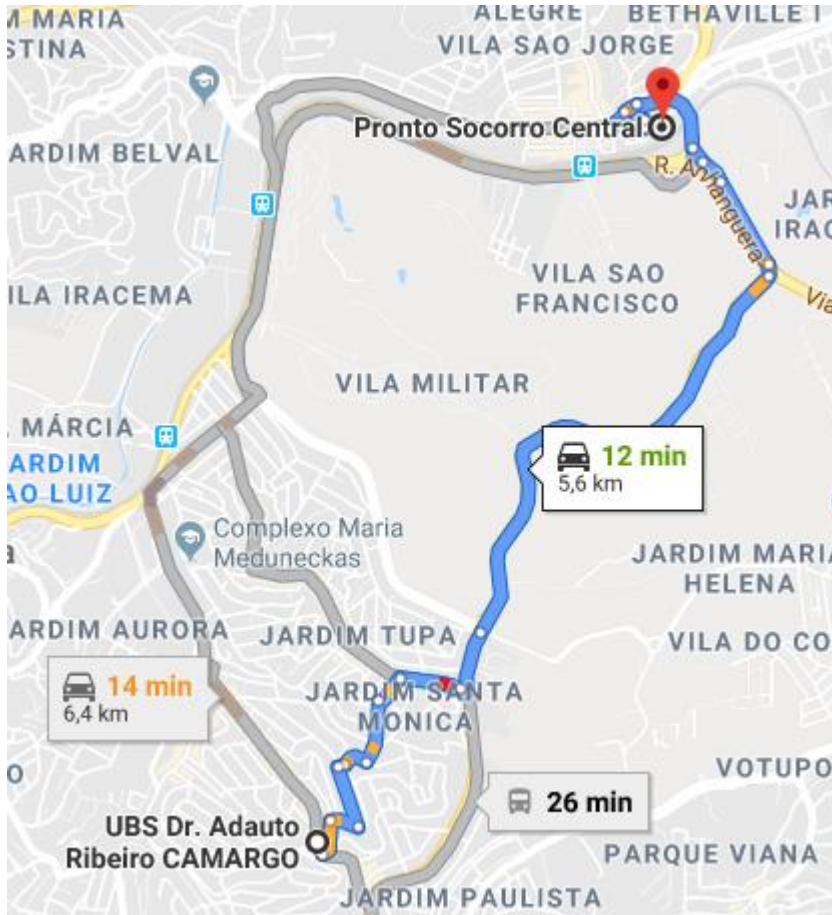 M MARIA
STINA
ALEGRE
BETHAVILLE I
VILA SAO JORGE
Pronto Socorro Central
ARDIM BELVAL
R. Anhanguera
JAR
IRAC
ILA IRACEMA
VILA SAO
FRANCISCO
Via
VILA MILITAR
MÁRCIA
ARDIM
AO LUIZ
12 min
5,6 km
Complexo Maria
Meduneckas
a
JARDIM MARIA
HELENA
ARDIM AURORA
JARDIM TUPA
VILA DO CO
14 min
6,4 km
JARDIM SANTA
MONICA
O
VOTUPO
26 min
UBS Dr. Adauto
Ribeiro CAMARGO
PARQUE VIANA
JARDIM PAULISTA